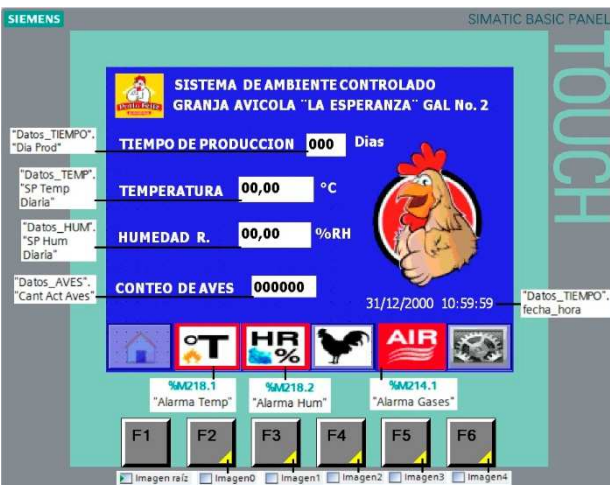 SIEMENS
SIMATIC BASIC PANEL
TOUCH
Pollo Feliz
SISTEMA DE AMBIENTE CONTROLADO
GRANJA AVICOLA ¨LA ESPERANZA¨ GAL No. 2
"Datos_TIEMPO".
"Dia Prod"
TIEMPO DE PRODUCCION 000 Dias
"Datos_TEMP".
"SP Temp
Diaria"
TEMPERATURA 00,00 °C
"Datos_HUM".
"SP Hum
Diaria"
HUMEDAD R. 00,00 %RH
"Datos_AVES".
"Cant Act Aves"
CONTEO DE AVES 000000
31/12/2000 10:59:59
"Datos_TIEMPO".
fecha_hora
°T
HR
%
AIR
%M218.1
"Alarma Temp"
%M218.2
"Alarma Hum"
%M214.1
"Alarma Gases"
F1 F2 F3 F4 F5 F6
Imagen raíz Imagen0 Imagen1 Imagen2 Imagen3 Imagen4